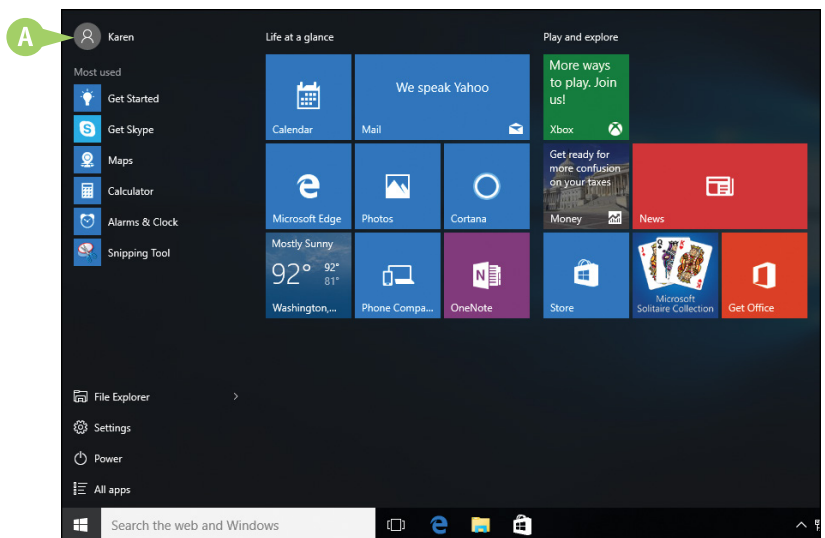 A
Karen
Most used
Get Started
Get Skype
Maps
Calculator
Alarms & Clock
Snipping Tool
File Explorer
Settings
Power
All apps
Life at a glance
Calendar
We speak Yahoo
Mail
Microsoft Edge
Photos
Cortana
Mostly Sunny
92° 92°
81°
Washington,...
Phone Compa...
OneNote
Play and explore
More ways
to play. Join
us!
Xbox
Get ready for
more confusion
on your taxes
Money
News
Store
Microsoft
Solitaire Collection
Get Office
Search the web and Windows